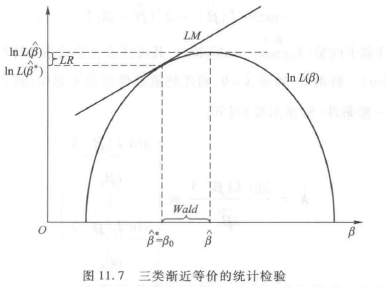 LM
ln L(β̂)
LR
ln L(β̂*)
ln L(β)
Wald
O
β̂*=β₀
β̂
β
图 11.7 三类渐近等价的统计检验